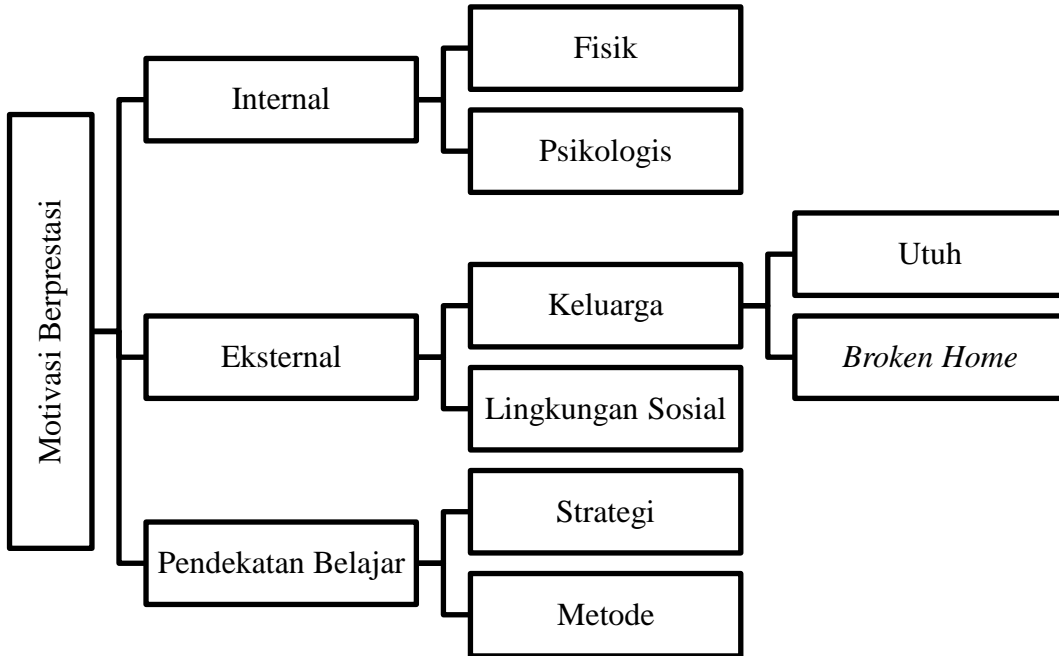 Motivasi Berprestasi
Internal
Fisik
Psikologis
Eksternal
Keluarga
Utuh
Broken Home
Lingkungan Sosial
Pendekatan Belajar
Strategi
Metode